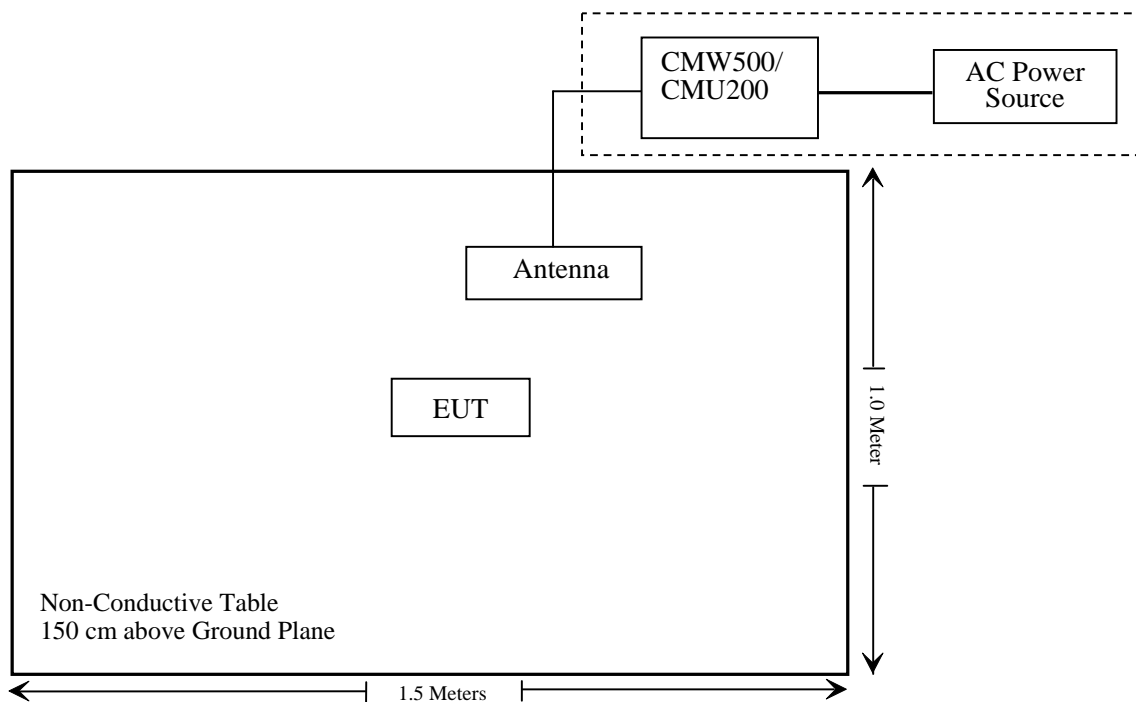 CMW500/
CMU200
AC Power
Source
Antenna
EUT
1.0 Meter
Non-Conductive Table
150 cm above Ground Plane
1.5 Meters